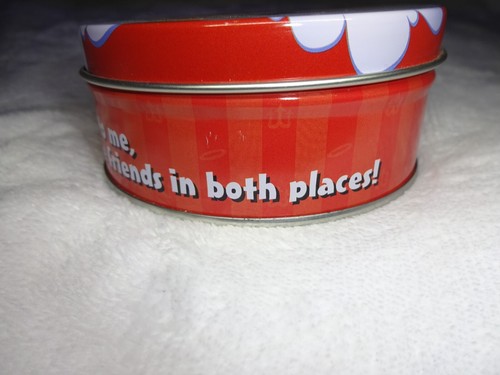 me,
friends in both places!